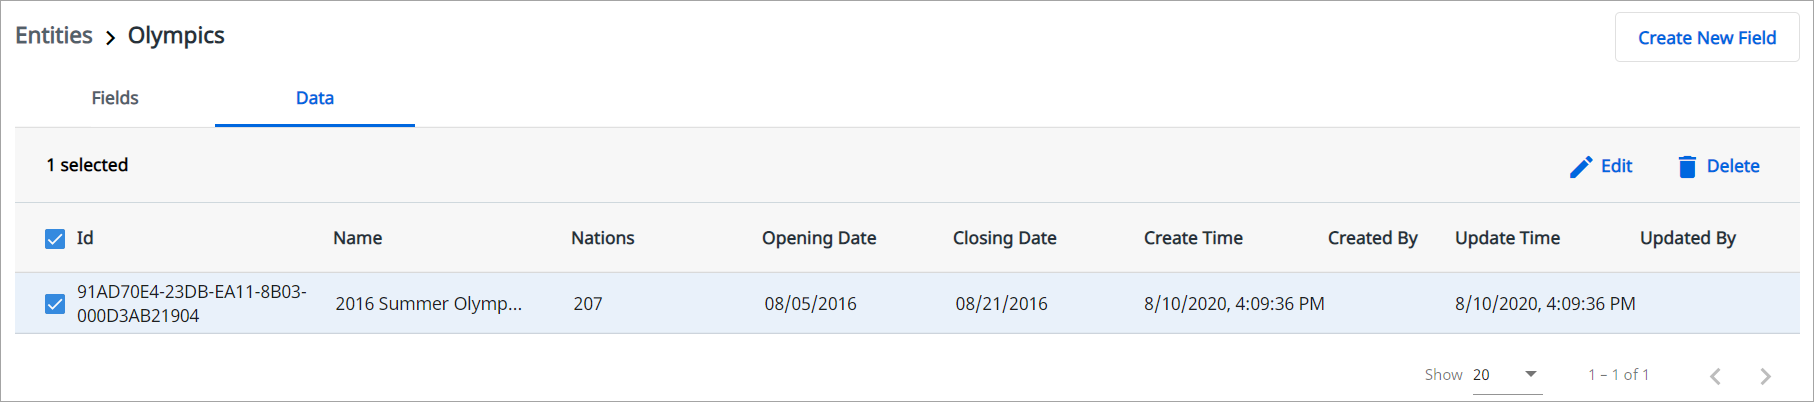 Entities > Olympics
Create New Field
Fields
Data
1 selected
Edit
Delete
Id Name Nations Opening Date Closing Date Create Time Created By Update Time Updated By
91AD70E4-23DB-EA11-8B03-
000D3AB21904
2016 Summer Olymp... 207 08/05/2016 08/21/2016 8/10/2020, 4:09:36 PM 8/10/2020, 4:09:36 PM
Show 20 1 – 1 of 1